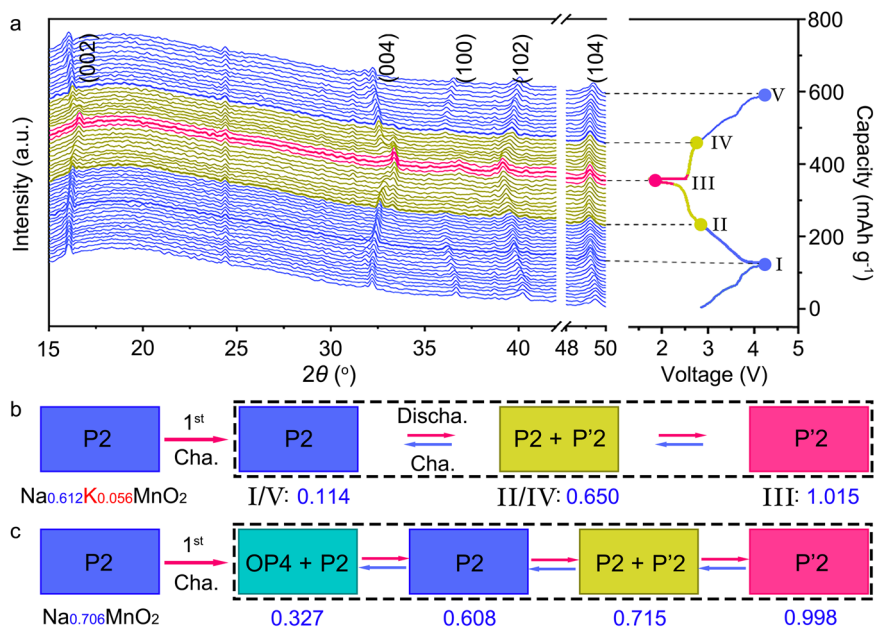 a
Intensity (a.u.)
(002)
(004)
(100)
(102)
(104)
15 20 25 30 35 40 48 50
2θ (°)
V
IV
III
II
I
2 3 4 5
Voltage (V)
800
600
400
200
0
Capacity (mAh g-1)
b
P2
1st
Cha.
P2
Discha.
Cha.
P2 + P'2
P'2
Na0.612K0.056MnO2
I/V: 0.114
II/IV: 0.650
III: 1.015
c
P2
1st
Cha.
OP4 + P2
P2
P2 + P'2
P'2
Na0.706MnO2
0.327
0.608
0.715
0.998